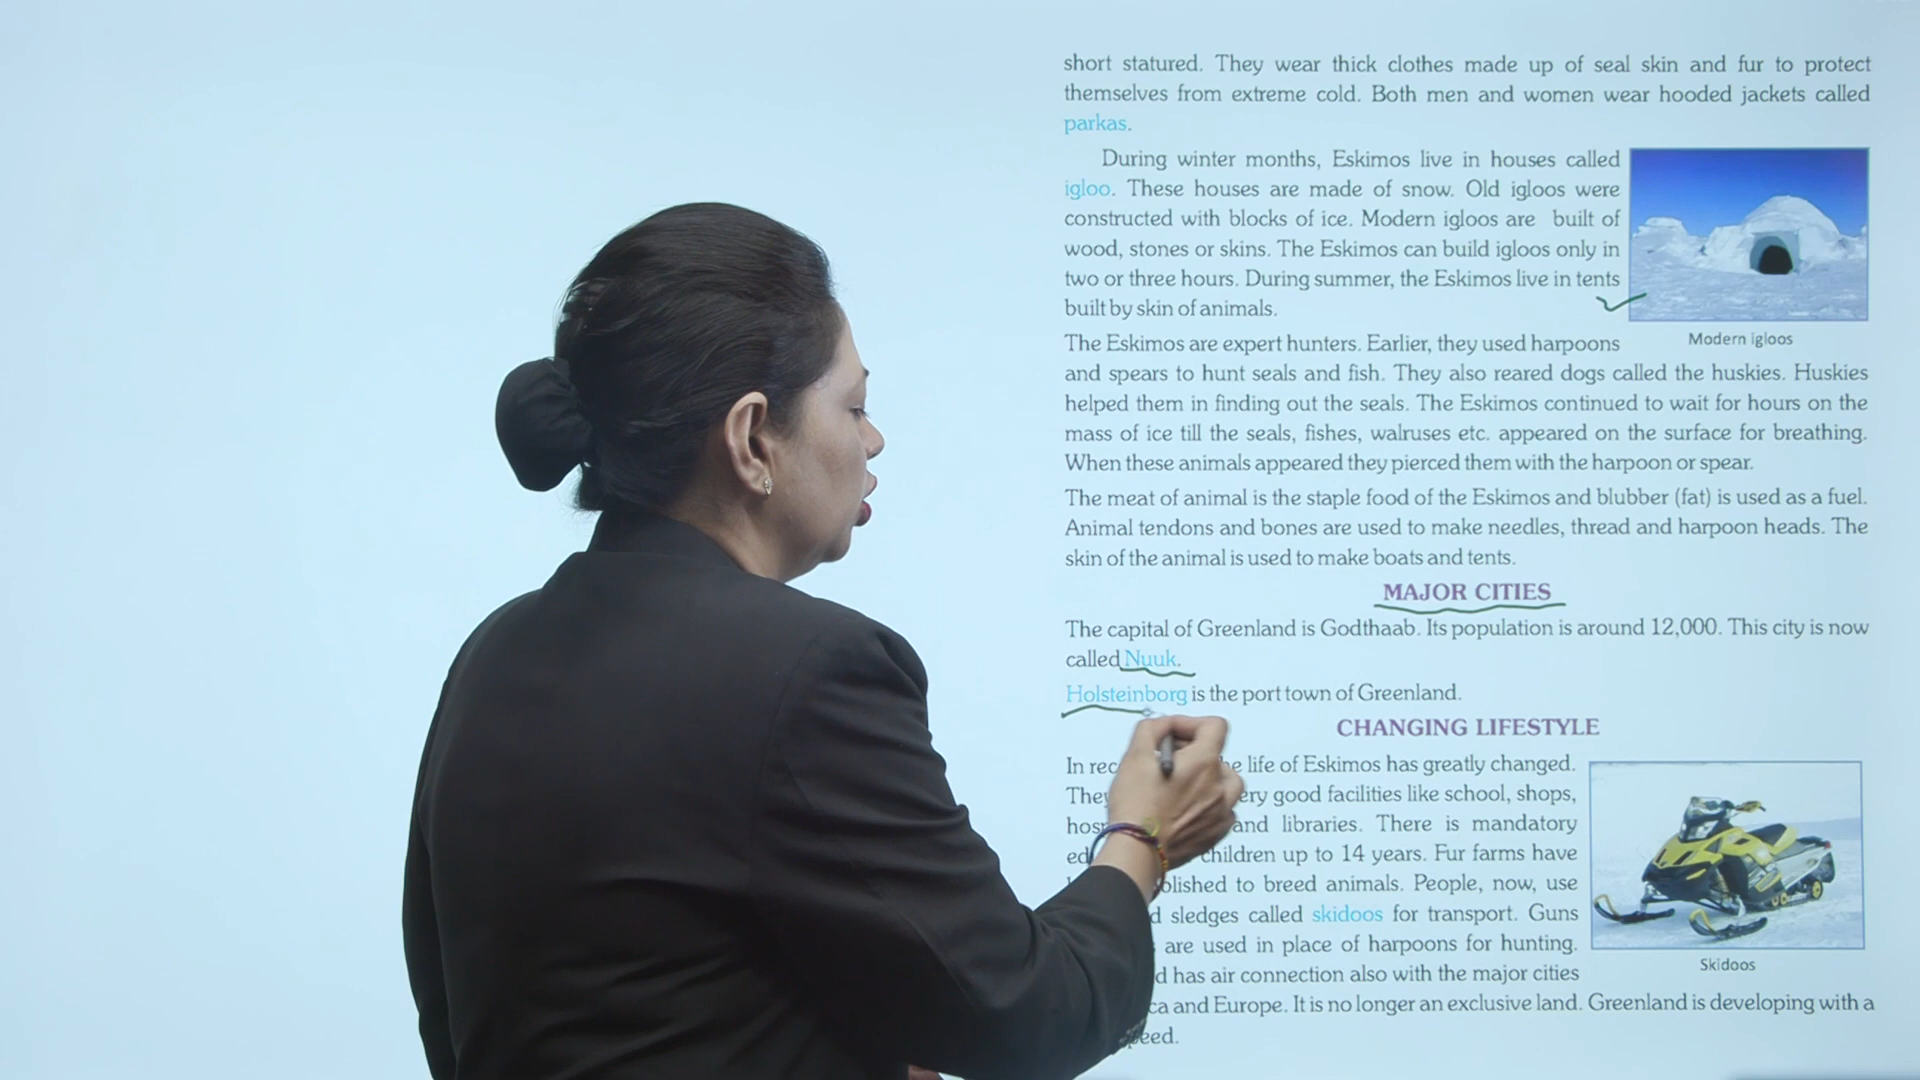 short statured. They wear thick clothes made up of seal skin and fur to protect
themselves from extreme cold. Both men and women wear hooded jackets called
parkas.
During winter months, Eskimos live in houses called
igloo. These houses are made of snow. Old igloos were
constructed with blocks of ice. Modern igloos are built of
wood, stones or skins. The Eskimos can build igloos only in
two or three hours. During summer, the Eskimos live in tents
built by skin of animals.
Modern igloos
The Eskimos are expert hunters. Earlier, they used harpoons
and spears to hunt seals and fish. They also reared dogs called the huskies. Huskies
helped them in finding out the seals. The Eskimos continued to wait for hours on the
mass of ice till the seals, fishes, walruses etc. appeared on the surface for breathing.
When these animals appeared they pierced them with the harpoon or spear.
The meat of animal is the staple food of the Eskimos and blubber (fat) is used as a fuel.
Animal tendons and bones are used to make needles, thread and harpoon heads. The
skin of the animal is used to make boats and tents.
MAJOR CITIES
The capital of Greenland is Godthaab. Its population is around 12,000. This city is now
called Nuuk.
Holsteinborg is the port town of Greenland.
CHANGING LIFESTYLE
In life of Eskimos has greatly changed.
good facilities like school, shops,
and libraries. There is mandatory
children up to 14 years. Fur farms have
to breed animals. People, now, use
sledges called skidoos for transport. Guns
are used in place of harpoons for hunting.
has air connection also with the major cities
and Europe. It is no longer an exclusive land. Greenland is developing with a
Skidoos